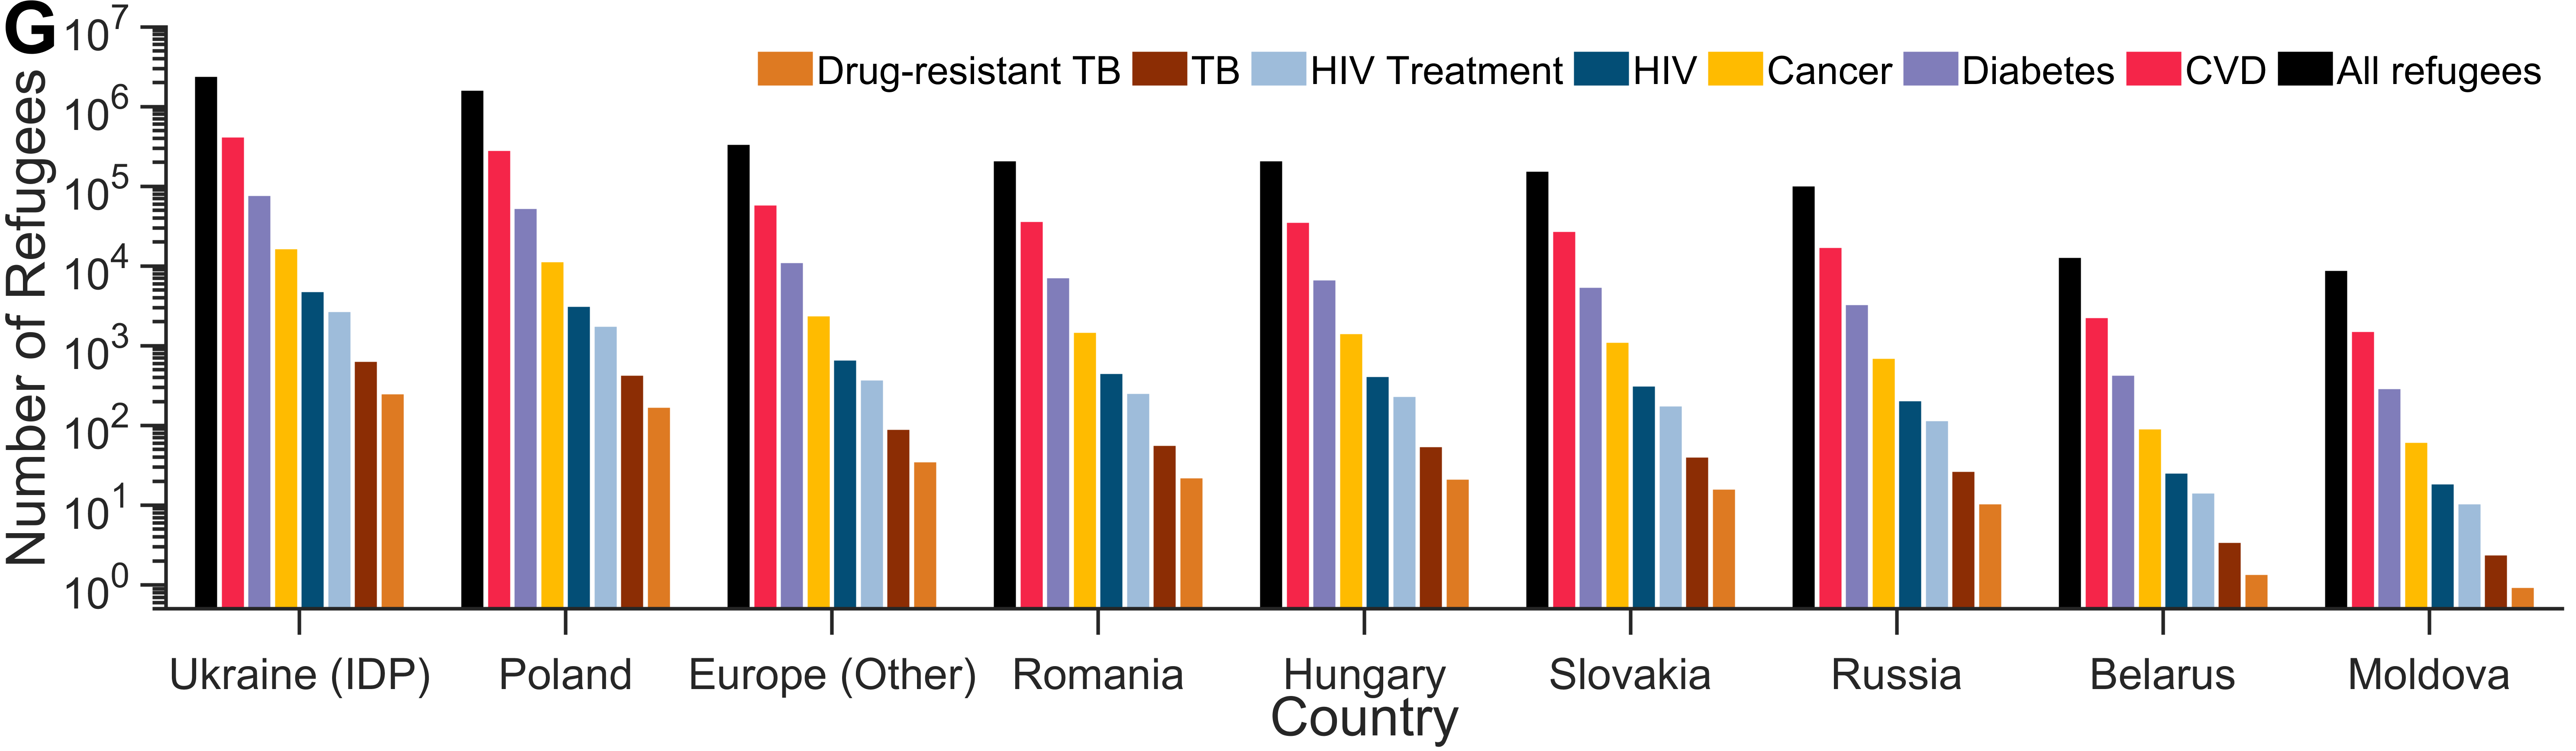 G
10^7
10^6
10^5
10^4
10^3
10^2
10^1
10^0
Number of Refugees
Drug-resistant TB TB HIV Treatment HIV Cancer Diabetes CVD All refugees
Ukraine (IDP) Poland Europe (Other) Romania Hungary Slovakia Russia Belarus Moldova
Country